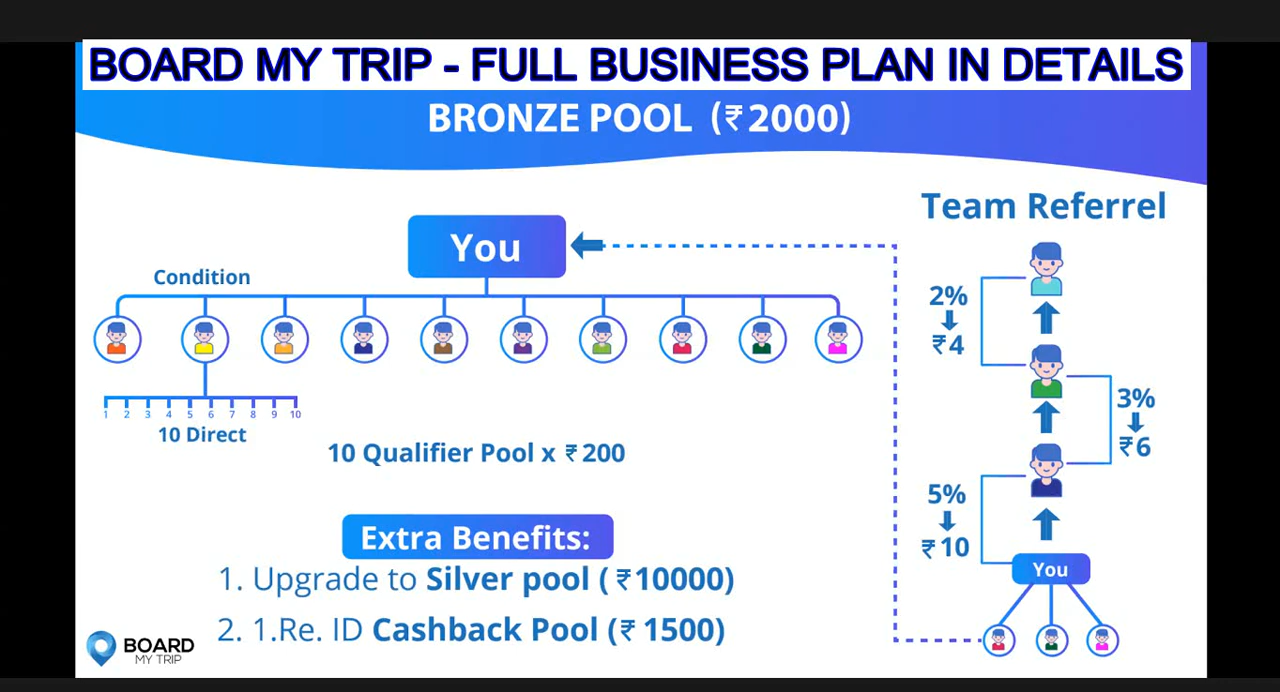 BOARD MY TRIP - FULL BUSINESS PLAN IN DETAILS
BRONZE POOL (₹2000)
Team Referrel
You
Condition
1 2 3 4 5 6 7 8 9 10
10 Direct
10 Qualifier Pool x ₹200
2%
₹4
3%
₹6
5%
₹10
You
Extra Benefits:
1. Upgrade to Silver pool (₹10000)
2. 1.Re. ID Cashback Pool (₹ 1500)
BOARD
MY TRIP